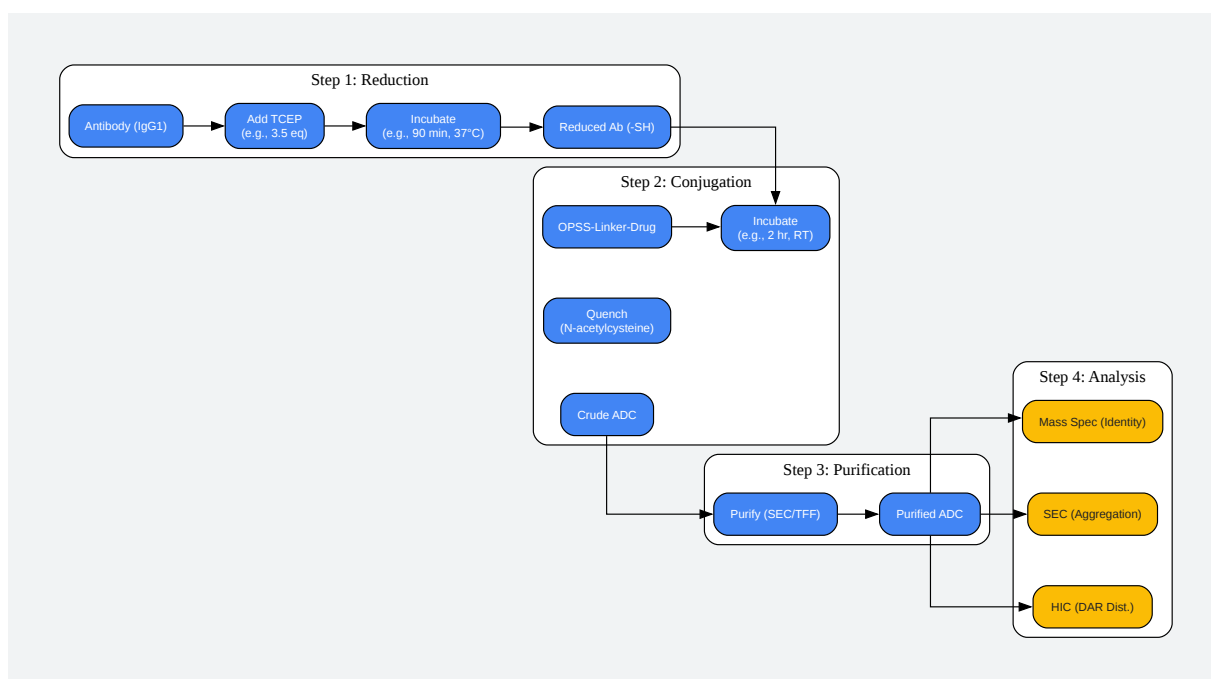 Step 1: Reduction
Antibody (IgG1)
Add TCEP
(e.g., 3.5 eq)
Incubate
(e.g., 90 min, 37°C)
Reduced Ab (-SH)
Step 2: Conjugation
OPSS-Linker-Drug
Incubate
(e.g., 2 hr, RT)
Quench
(N-acetylcysteine)
Crude ADC
Step 3: Purification
Purify (SEC/TFF)
Purified ADC
Step 4: Analysis
Mass Spec (Identity)
SEC (Aggregation)
HIC (DAR Dist.)